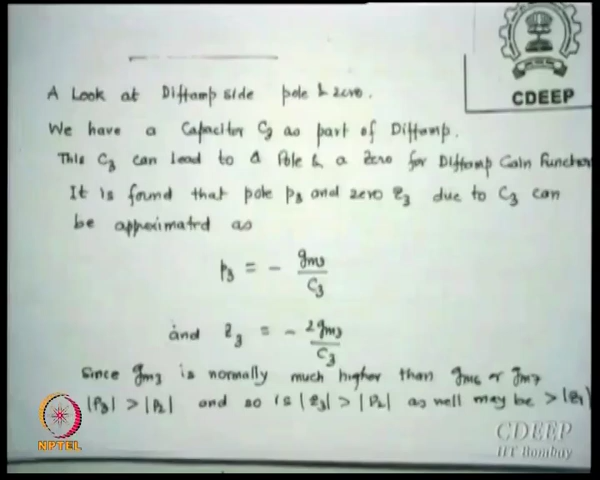 CDEEP
A Look at Diffamp side pole & zero.
We have a Capacitor C3 as part of Diffamp.
This C3 can lead to a Pole & a Zero for Diffamp Gain Function
It is found that pole p3 and zero z3 due to C3 can
be appximatrd as
p3 = - gm3 / C3
and z3 = - 2gm3 / C3
Since gm3 is normally much higher than gm6 or gm7
|P3| > |P2| and so is |z3| > |P2| as well may be > |z1|
NPTEL
CDEEP
IIT Bombay